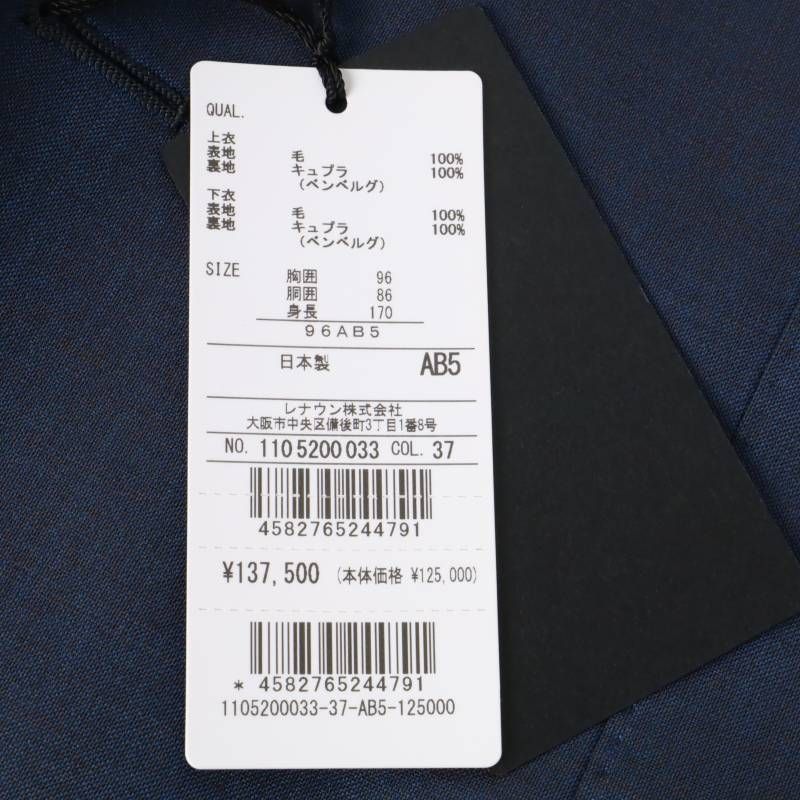 QUAL.
上衣
表地 毛 100%
裏地 キュプラ 100%
(ベンベルグ)
下衣
表地 毛 100%
裏地 キュプラ 100%
(ベンベルグ)
SIZE
胸囲 96
胴囲 86
身長 170
96AB5
日本製 AB5
レナウン株式会社
大阪市中央区備後町3丁目1番8号
NO. 1105200033 COL. 37
4582765244791
¥137,500 (本体価格 ¥125,000)
* 4582765244791
1105200033-37-AB5-125000